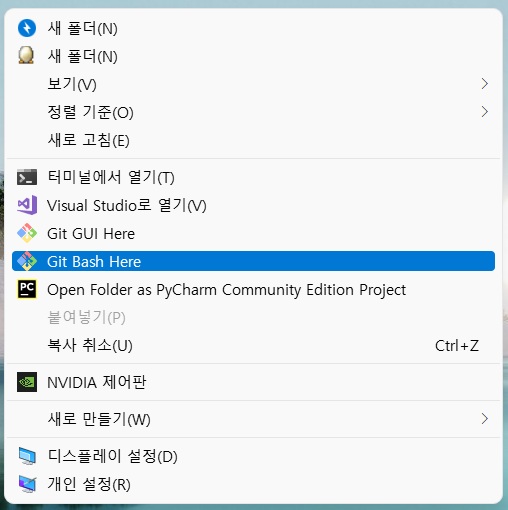 새 폴더(N)
새 폴더(N)
보기(V)
정렬 기준(O)
새로 고침(E)
터미널에서 열기(T)
Visual Studio로 열기(V)
Git GUI Here
Git Bash Here
PC Open Folder as PyCharm Community Edition Project
붙여넣기(P)
복사 취소(U) Ctrl+Z
NVIDIA 제어판
새로 만들기(W)
디스플레이 설정(D)
개인 설정(R)